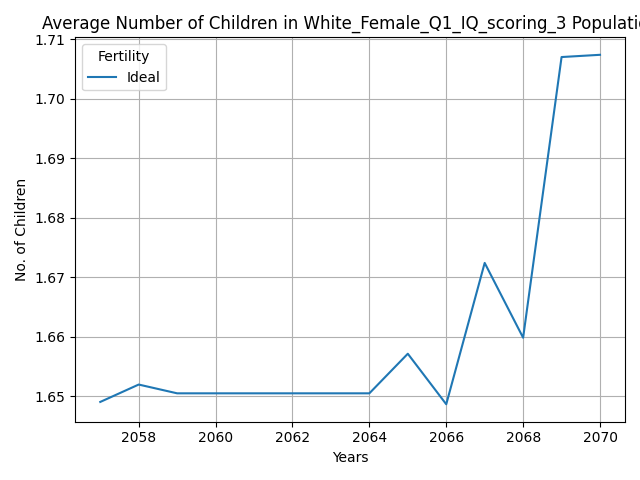 Average Number of Children in White_Female_Q1_IQ_scoring_3 Populatio
Fertility
Ideal
1.71
1.70
1.69
1.68
1.67
1.66
1.65
No. of Children
2058 2060 2062 2064 2066 2068 2070
Years